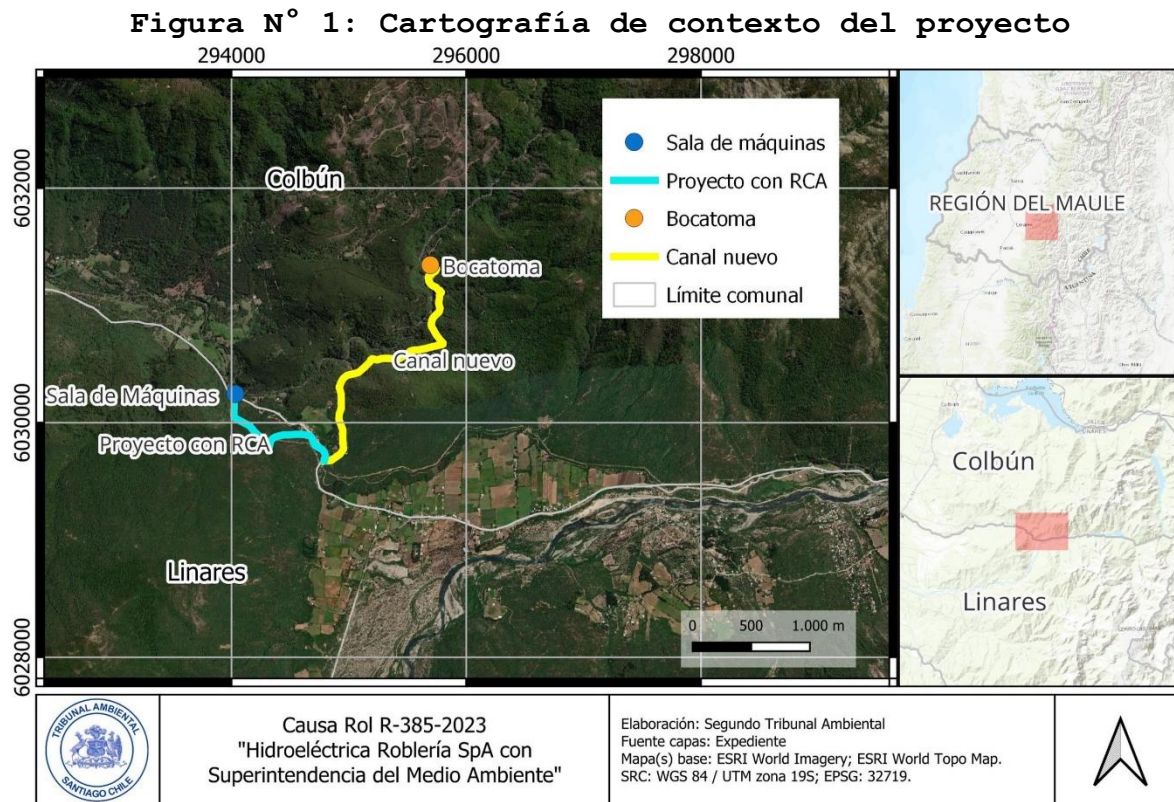 Figura N° 1: Cartografía de contexto del proyecto
294000
296000
298000
6032000
6030000
6028000
Colbún
Bocatoma
Canal nuevo
Sala de Máquinas
Proyecto con RCA
Linares
Sala de máquinas
Proyecto con RCA
Bocatoma
Canal nuevo
Límite comunal
0 500 1.000 m
REGIÓN DEL MAULE
Linares
CHILE
ARGENTINA
Colbún
Linares
TRIBUNAL AMBIENTAL
SANTIAGO CHILE
Causa Rol R-385-2023
"Hidroeléctrica Roblería SpA con
Superintendencia del Medio Ambiente"
Elaboración: Segundo Tribunal Ambiental
Fuente capas: Expediente
Mapa(s) base: ESRI World Imagery; ESRI World Topo Map.
SRC: WGS 84 / UTM zona 19S; EPSG: 32719.